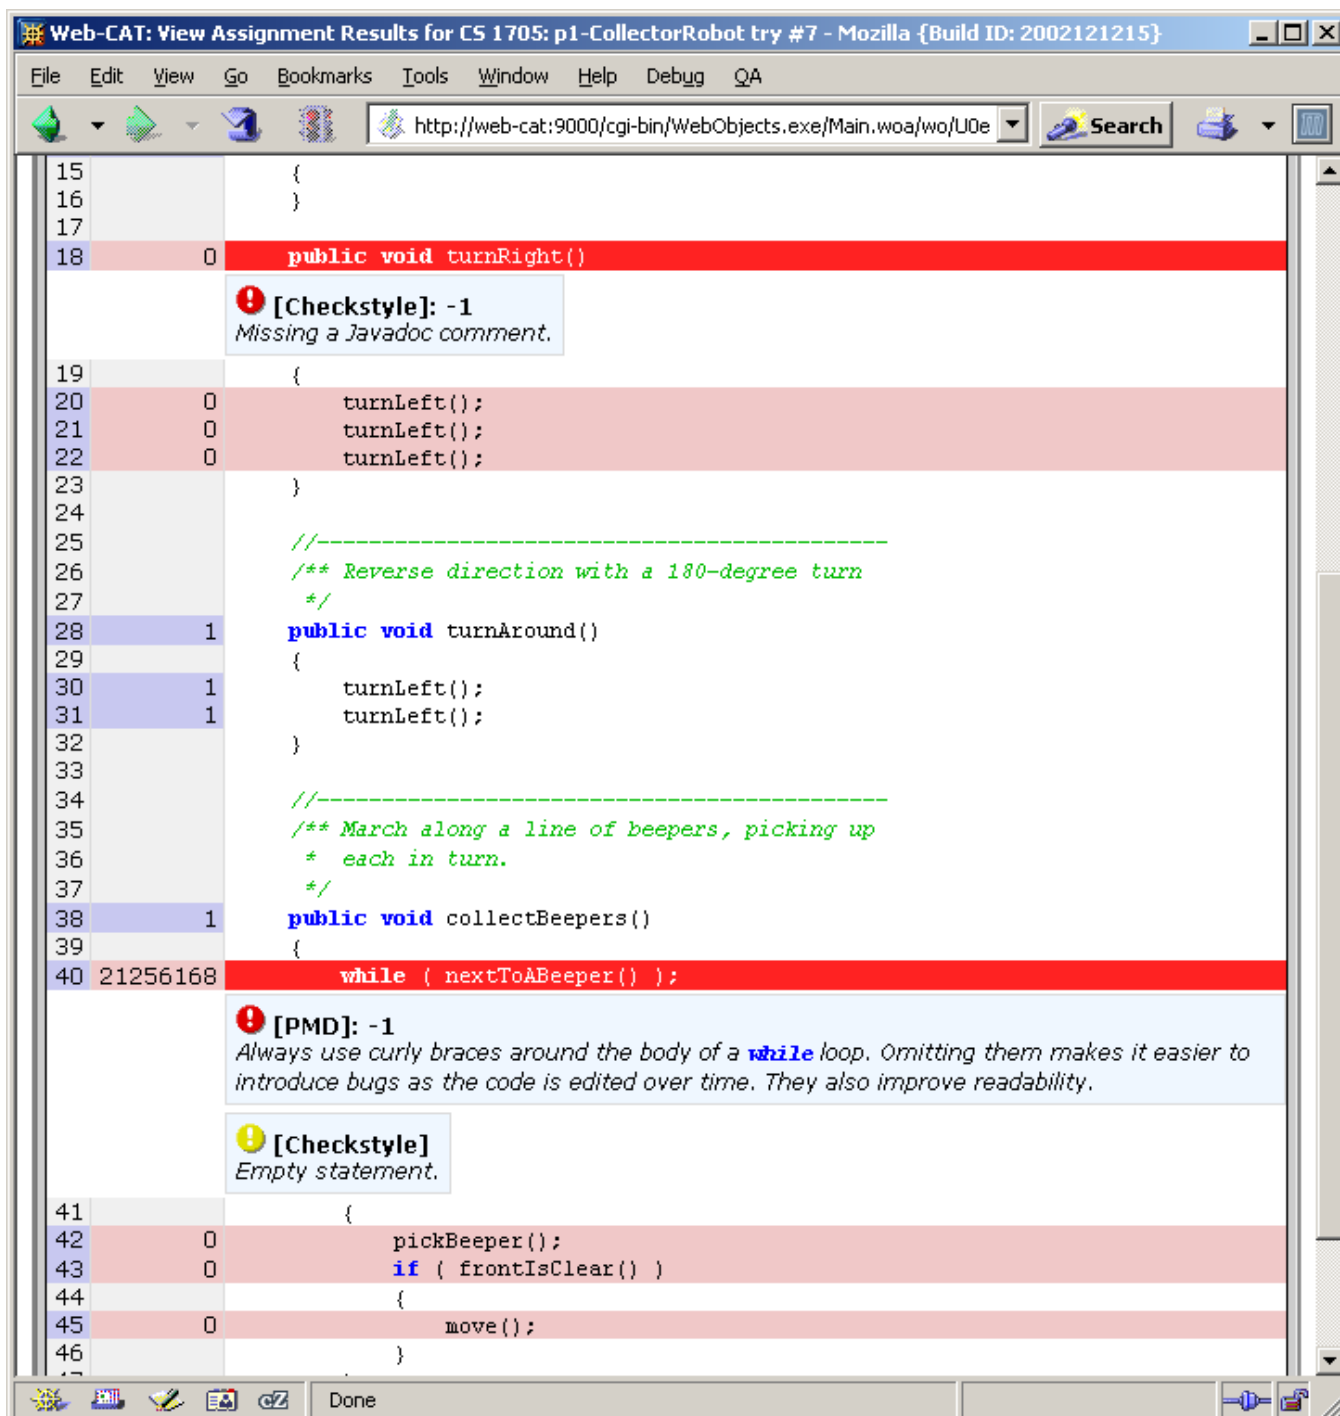 Web-CAT: View Assignment Results for CS 1705: p1-CollectorRobot try #7 - Mozilla {Build ID: 2002121215}
File Edit View Go Bookmarks Tools Window Help Debug QA
http://web-cat:9000/cgi-bin/WebObjects.exe/Main.woa/wo/U0e Search
15 {
16 }
17
18 0 public void turnRight()
[Checkstyle]: -1
Missing a Javadoc comment.
19 {
20 0 turnLeft();
21 0 turnLeft();
22 0 turnLeft();
23 }
24
25 //--------------------------------------------
26 /** Reverse direction with a 180-degree turn
27 */
28 1 public void turnAround()
29 {
30 1 turnLeft();
31 1 turnLeft();
32 }
33
34 //--------------------------------------------
35 /** March along a line of beepers, picking up
36 * each in turn.
37 */
38 1 public void collectBeepers()
39 {
40 21256168 while ( nextToABeeper() );
[PMD]: -1
Always use curly braces around the body of a while loop. Omitting them makes it easier to
introduce bugs as the code is edited over time. They also improve readability.
[Checkstyle]
Empty statement.
41 {
42 0 pickBeeper();
43 0 if ( frontIsClear() )
44 {
45 0 move();
46 }
Done